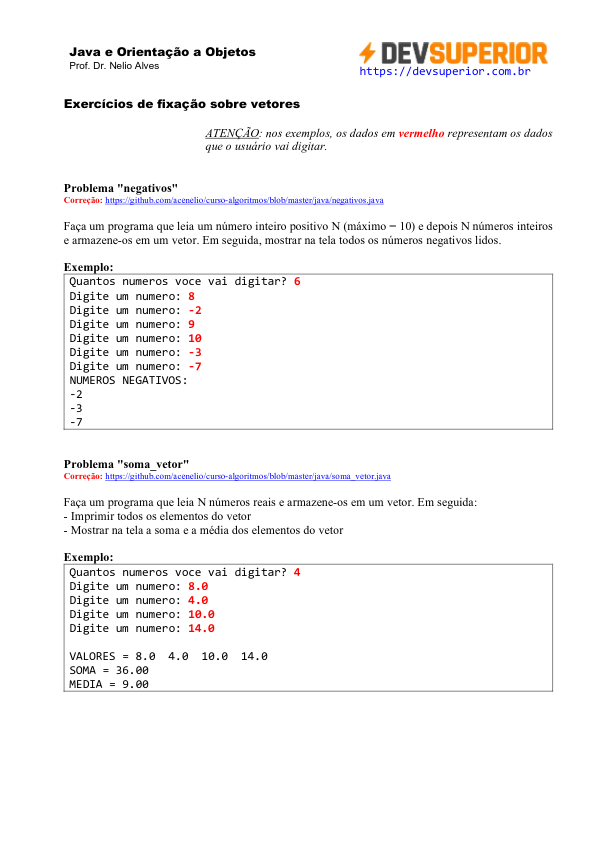 Java e Orientação a Objetos
Prof. Dr. Nelio Alves
DEVSUPERIOR
https://devsuperior.com.br
Exercícios de fixação sobre vetores
ATENÇÃO: nos exemplos, os dados em vermelho representam os dados
que o usuário vai digitar.
Problema "negativos"
Correção: https://github.com/acenelio/curso-algoritmos/blob/master/java/negativos.java
Faça um programa que leia um número inteiro positivo N (máximo = 10) e depois N números inteiros
e armazene-os em um vetor. Em seguida, mostrar na tela todos os números negativos lidos.
Exemplo:
Quantos numeros voce vai digitar? 6
Digite um numero: 8
Digite um numero: -2
Digite um numero: 9
Digite um numero: 10
Digite um numero: -3
Digite um numero: -7
NUMEROS NEGATIVOS:
-2
-3
-7
Problema "soma_vetor"
Correção: https://github.com/acenelio/curso-algoritmos/blob/master/java/soma_vetor.java
Faça um programa que leia N números reais e armazene-os em um vetor. Em seguida:
- Imprimir todos os elementos do vetor
- Mostrar na tela a soma e a média dos elementos do vetor
Exemplo:
Quantos numeros voce vai digitar? 4
Digite um numero: 8.0
Digite um numero: 4.0
Digite um numero: 10.0
Digite um numero: 14.0
VALORES = 8.0  4.0  10.0  14.0
SOMA = 36.00
MEDIA = 9.00